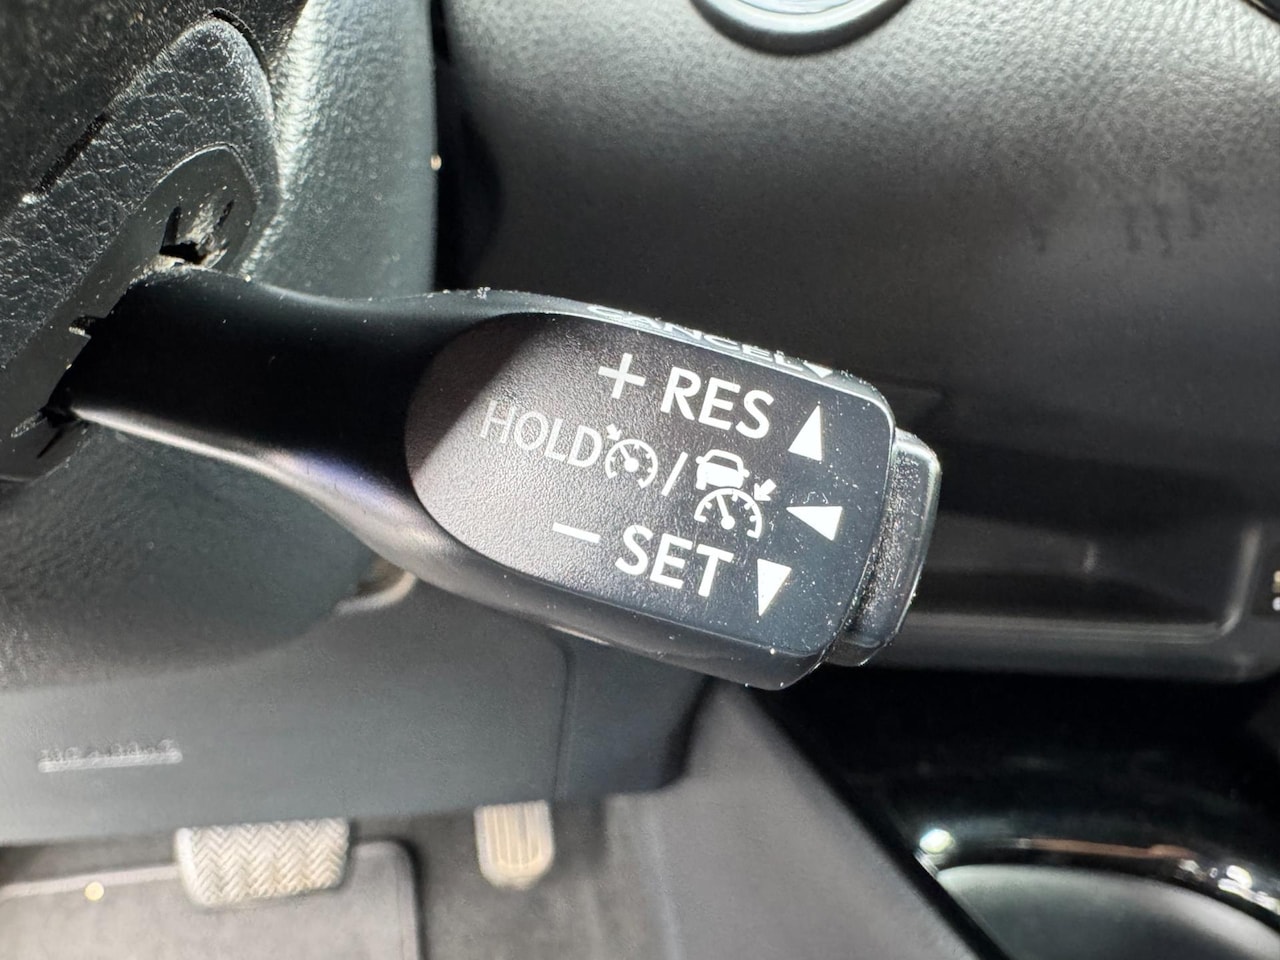 CANCEL
+ RES
HOLD /
− SET